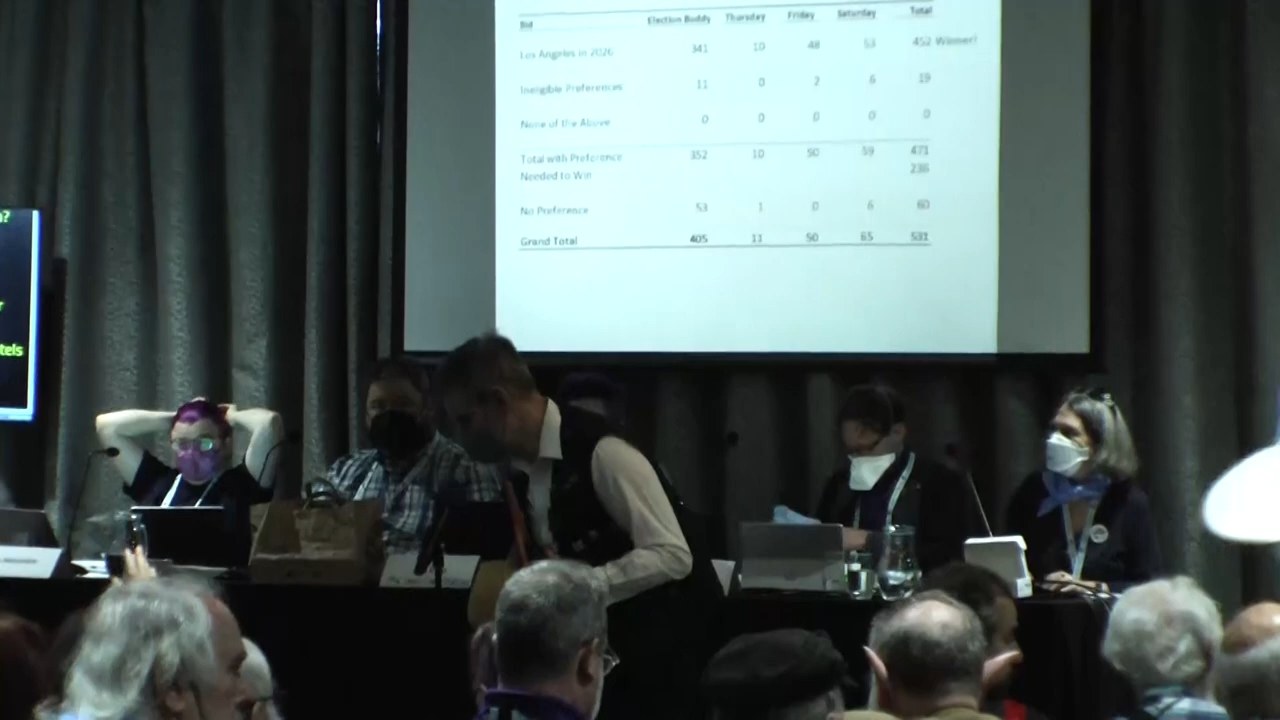 Bid Election Buddy Thursday Friday Saturday Total
Los Angeles in 2026 341 10 48 53 452 Winner!
Ineligible Preferences 11 0 2 6 19
None of the Above 0 0 0 0 0
Total with Preference 352 10 50 59 471
Needed to Win 236
No Preference 53 1 0 6 60
Grand Total 405 11 50 65 531
?
r
tels